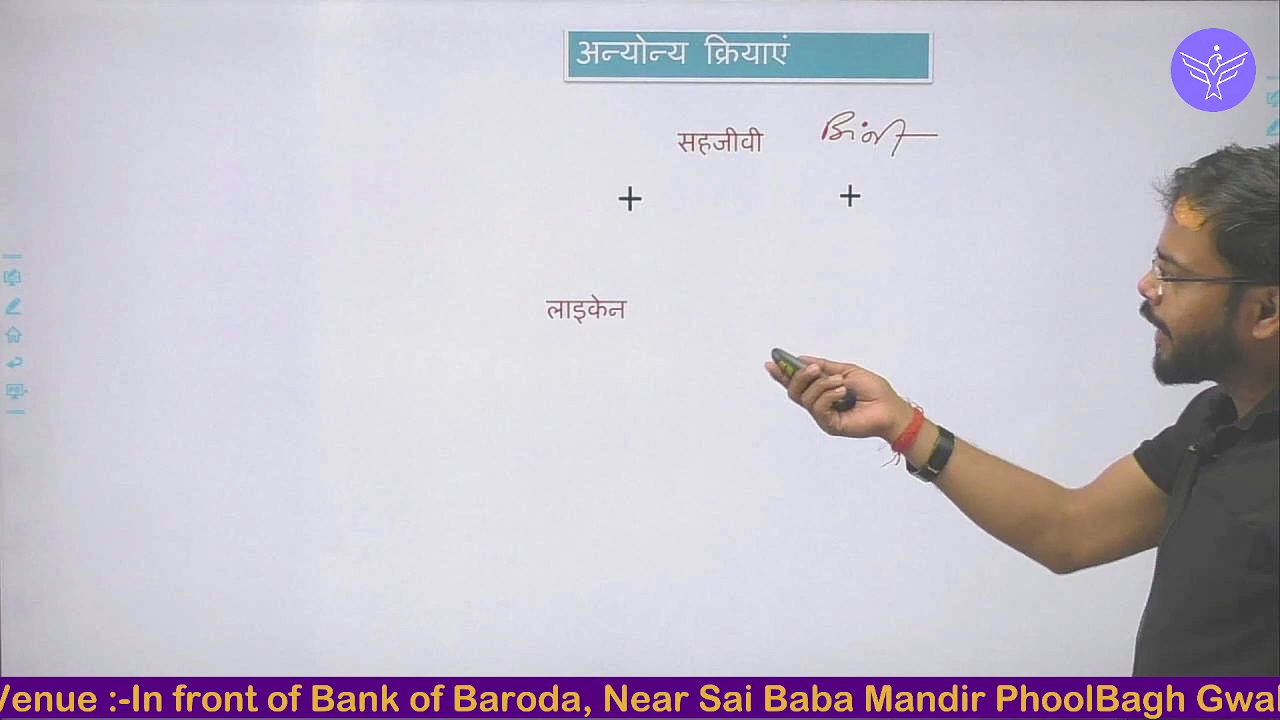 अन्योन्य क्रियाएं
सहजीवी
+ +
लाइकेन
Venue :-In front of Bank of Baroda, Near Sai Baba Mandir PhoolBagh Gwal